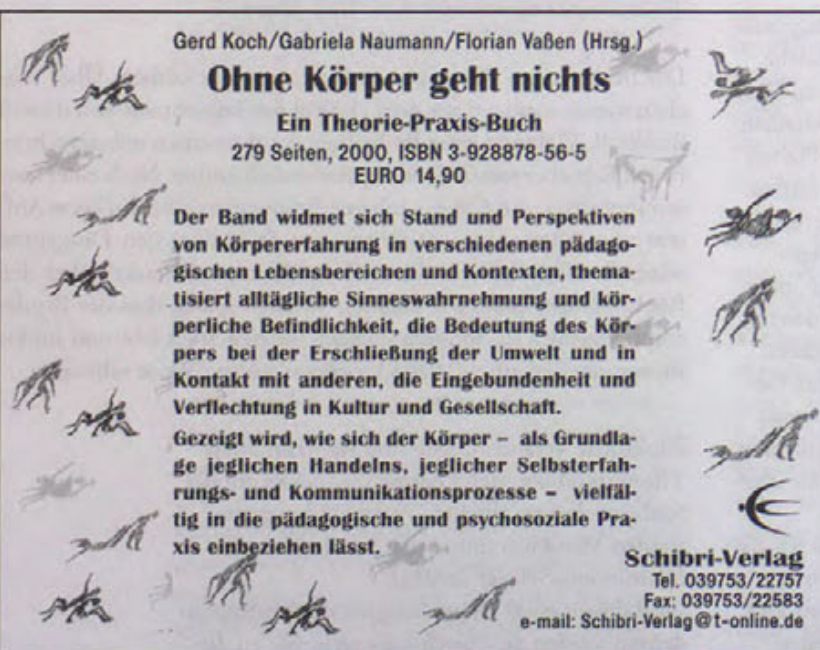 Gerd Koch/Gabriela Naumann/Florian Vaßen (Hrsg.)
Ohne Körper geht nichts
Ein Theorie-Praxis-Buch
279 Seiten, 2000, ISBN 3-928878-56-5
EURO 14,90
Der Band widmet sich Stand und Perspektiven
von Körpererfahrung in verschiedenen pädago-
gischen Lebensbereichen und Kontexten, thema-
tisiert alltägliche Sinneswahrnehmung und kör-
perliche Befindlichkeit, die Bedeutung des Kör-
pers bei der Erschließung der Umwelt und in
Kontakt mit anderen, die Eingebundenheit und
Verflechtung in Kultur und Gesellschaft.
Gezeigt wird, wie sich der Körper – als Grundla-
ge jeglichen Handelns, jeglicher Selbsterfah-
rungs- und Kommunikationsprozesse – vielfäl-
tig in die pädagogische und psychosoziale Pra-
xis einbeziehen lässt.
Schibri-Verlag
Tel. 039753/22757
Fax: 039753/22583
e-mail: Schibri-Verlag@t-online.de